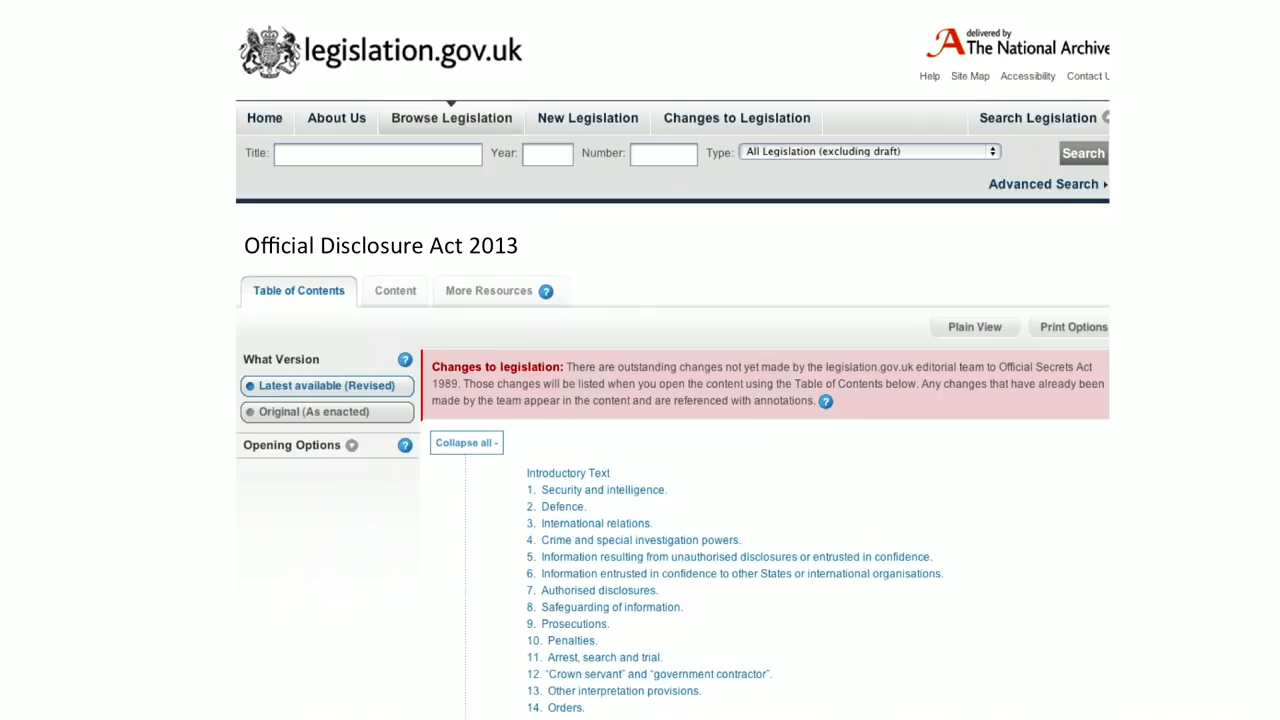 legislation.gov.uk
delivered by
The National Archive
Help Site Map Accessibility Contact U
Home About Us Browse Legislation New Legislation Changes to Legislation Search Legislation
Title: Year: Number: Type: All Legislation (excluding draft) Search
Advanced Search
Official Disclosure Act 2013
Table of Contents Content More Resources ?
Plain View Print Options
What Version ?
Latest available (Revised)
Original (As enacted)
Opening Options ?
Changes to legislation: There are outstanding changes not yet made by the legislation.gov.uk editorial team to Official Secrets Act
1989. Those changes will be listed when you open the content using the Table of Contents below. Any changes that have already been
made by the team appear in the content and are referenced with annotations. ?
Collapse all -
Introductory Text
1. Security and intelligence.
2. Defence.
3. International relations.
4. Crime and special investigation powers.
5. Information resulting from unauthorised disclosures or entrusted in confidence.
6. Information entrusted in confidence to other States or international organisations.
7. Authorised disclosures.
8. Safeguarding of information.
9. Prosecutions.
10. Penalties.
11. Arrest, search and trial.
12. “Crown servant” and “government contractor”.
13. Other interpretation provisions.
14. Orders.